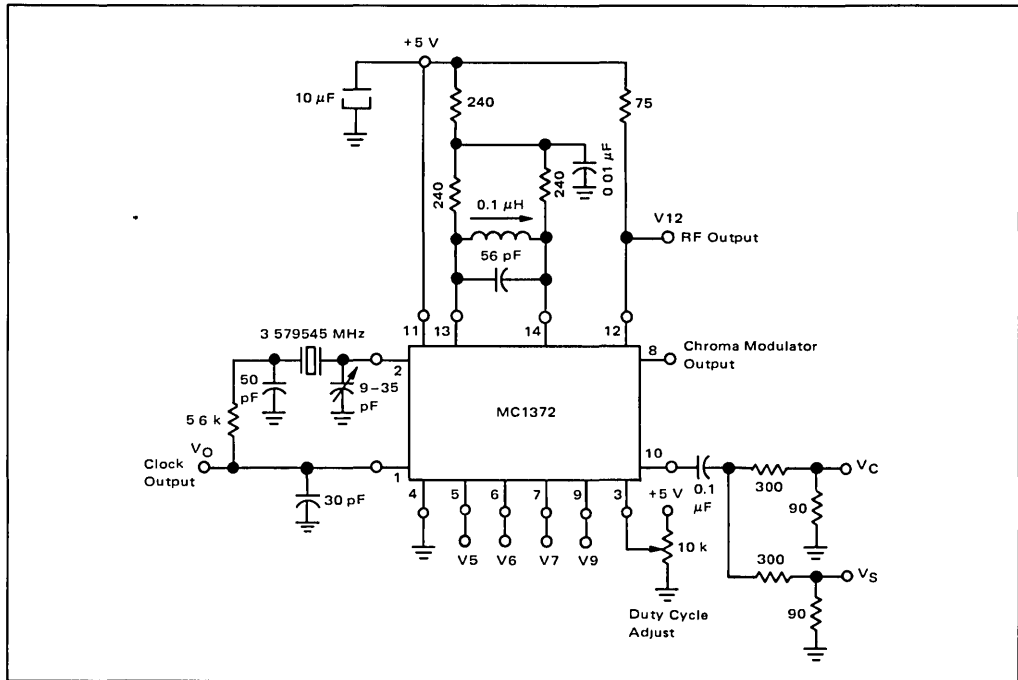 +5 V
10 µF
240
75
240
240
0 01 µF
0.1 µH
56 pF
V12
RF Output
11
13
14
12
3 579545 MHz
2
8
Chroma Modulator
Output
50
pF
9–35
pF
MC1372
5 6 k
VO
Clock
Output
1
10
30 pF
4
5
6
7
9
3
+5 V
0.1
µF
300
VC
90
V5
V6
V7
V9
10 k
300
VS
90
Duty Cycle
Adjust